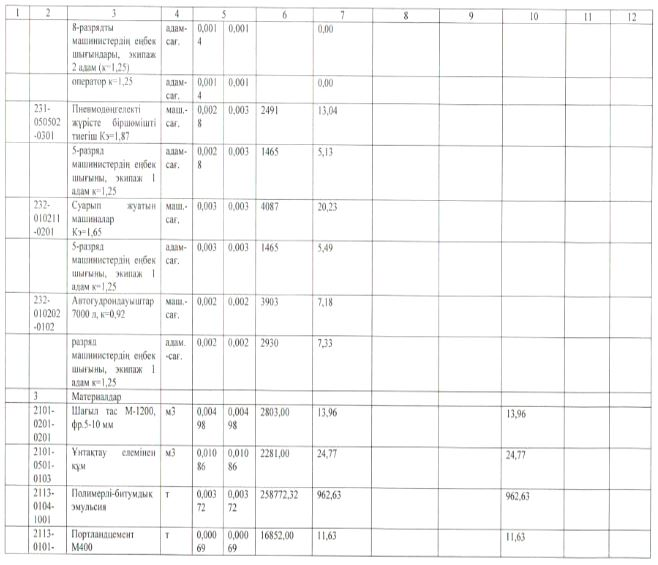 1 2 3 4 5 6 7 8 9 10 11 12
8-разрядты адам- 0,001 0,001 0,00
машинистердің еңбек сағ. 4
шығындары, экипаж
2 адам (к=1,25)
оператор к=1,25 адам- 0,001 0,001 0,00
сағ. 4
231- Пневмодөңгелекті маш.- 0,002 0,003 2491 13,04
050502 жүрісте біршөмішті сағ. 8
-0301 тиегіш Кэ=1,87
5-разряд адам- 0,002 0,003 1465 5,13
машинистердің еңбек сағ. 8
шығыны, экипаж 1
адам к=1,25
232- Суарып жуатын маш.- 0,003 0,003 4087 20,23
010211 машиналар сағ.
-0201 Кэ=1,65
5-разряд адам- 0,003 0,003 1465 5,49
машинистердің еңбек сағ.
шығыны, экипаж 1
адам к=1,25
232- Автогудрондауыштар маш.- 0,002 0,002 3903 7,18
010202 7000 л, к=0,92 сағ.
-0102
разряд адам. 0,002 0,002 2930 7,33
машинистердің еңбек -сағ.
шығыны, экипаж 1
адам к=1,25
3 Материалдар
2101- Шағыл тас М-1200, м3 0,004 0,004 2803,00 13,96 13,96
0201- фр.5-10 мм 98 98
0201
2101- Ұнтақтау елемінен м3 0,010 0,010 2281,00 24,77 24,77
0501- құм 86 86
0103
2113- Полимерлі-битумдық т 0,003 0,003 258772,32 962,63 962,63
0104- эмульсия 72 72
1001
2113- Портландцемент т 0,000 0,000 16852,00 11,63 11,63
0101- М400 69 69